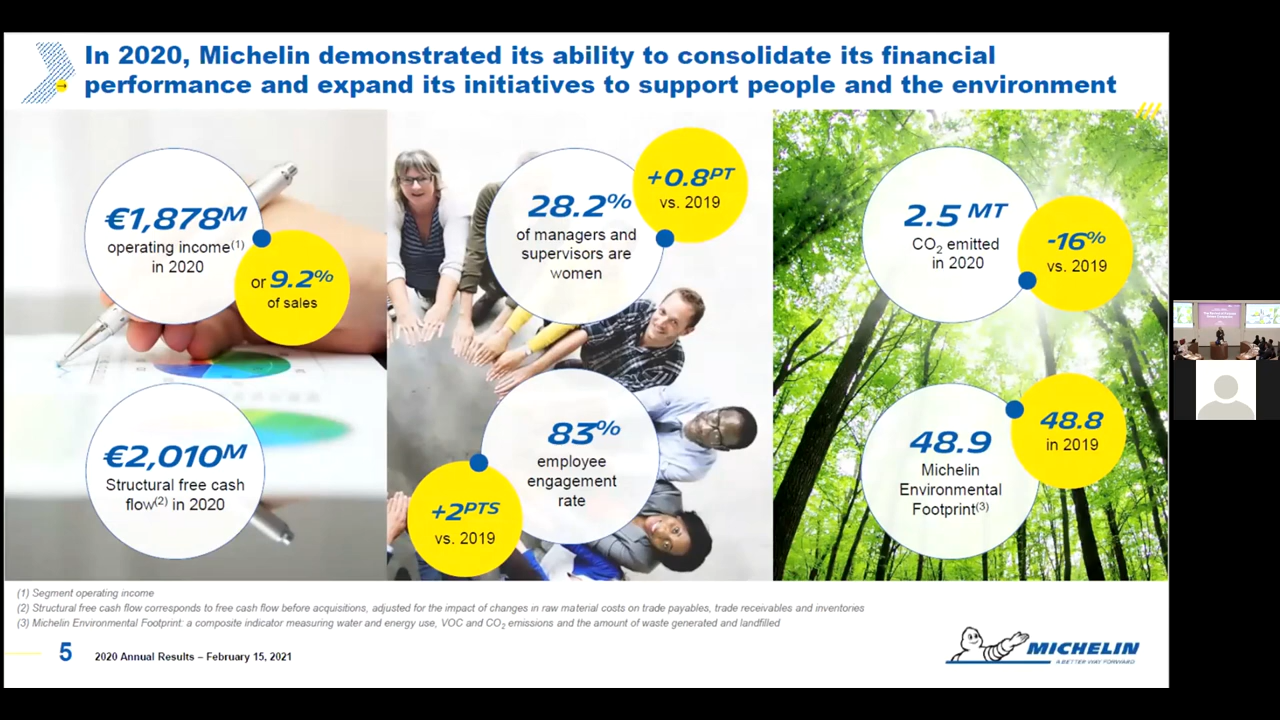 In 2020, Michelin demonstrated its ability to consolidate its financial
performance and expand its initiatives to support people and the environment
€1,878M
operating income(1)
in 2020
or 9.2%
of sales
€2,010M
Structural free cash
flow(2) in 2020
28.2%
of managers and
supervisors are
women
+0.8PT
vs. 2019
83%
employee
engagement
rate
+2PTS
vs. 2019
2.5 MT
CO2 emitted
in 2020
-16%
vs. 2019
48.9
Michelin
Environmental
Footprint(3)
48.8
in 2019
(1) Segment operating income
(2) Structural free cash flow corresponds to free cash flow before acquisitions, adjusted for the impact of changes in raw material costs on trade payables, trade receivables and inventories
(3) Michelin Environmental Footprint: a composite indicator measuring water and energy use, VOC and CO2 emissions and the amount of waste generated and landfilled
5
2020 Annual Results – February 15, 2021
MICHELIN
A BETTER WAY FORWARD